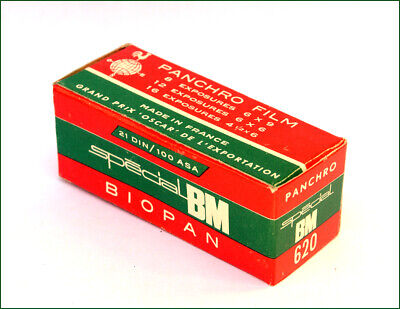 PANCHRO FILM
8 EXPOSURES 6 x 9
12 EXPOSURES 6 x 6
16 EXPOSURES 4½ x 6
MADE IN FRANCE
GRAND PRIX 'OSCAR' DE L'EXPORTATION
21 DIN/100 ASA
spécial BM
BIOPAN
PANCHRO
spécial
BM
620